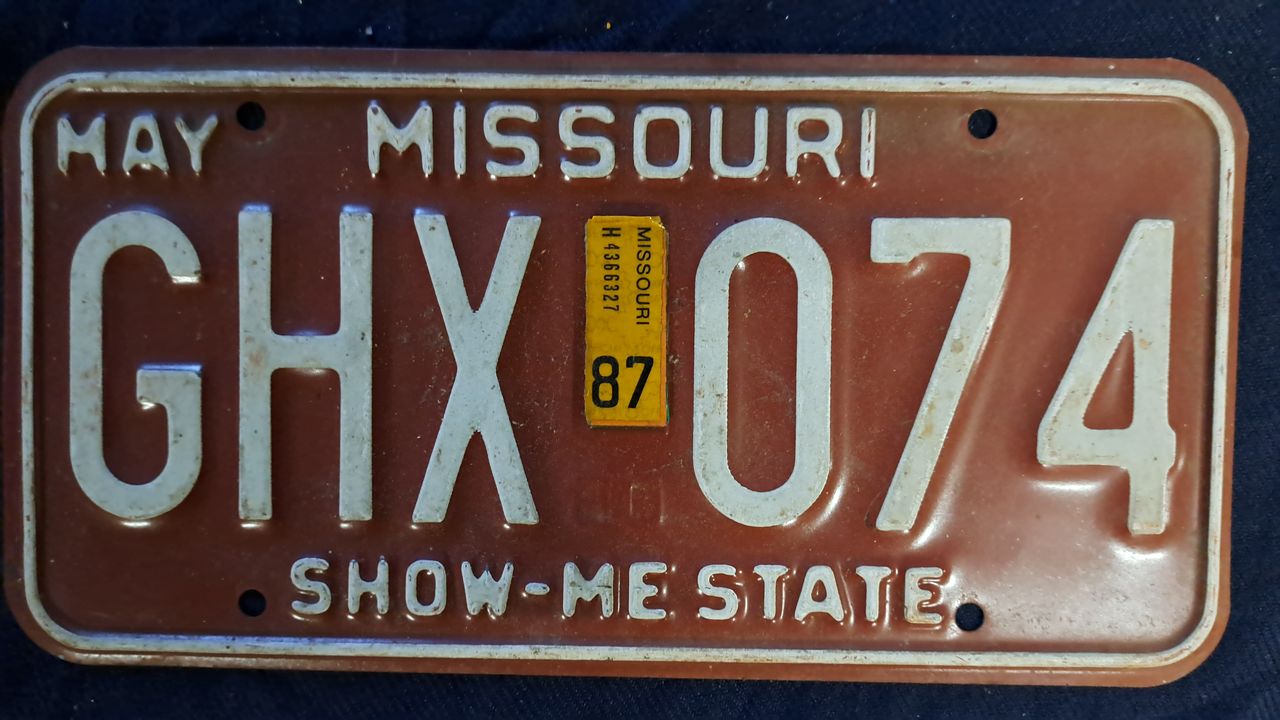 MAY MISSOURI
GHX 074
MISSOURI
H 4366327
87
SHOW-ME STATE